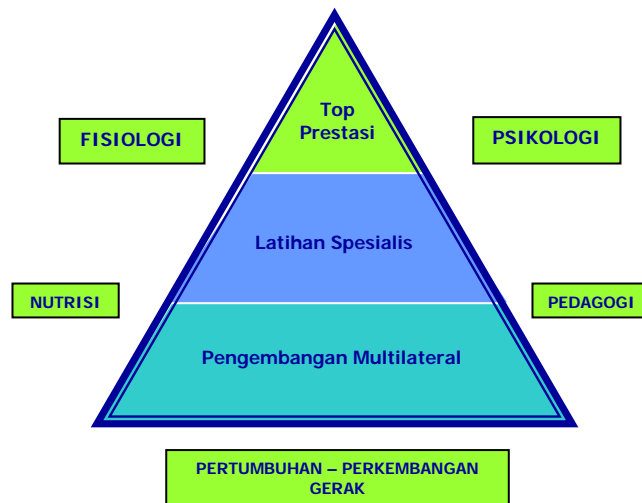 Top
Prestasi
FISIOLOGI
PSIKOLOGI
Latihan Spesialis
NUTRISI
PEDAGOGI
Pengembangan Multilateral
PERTUMBUHAN – PERKEMBANGAN
GERAK